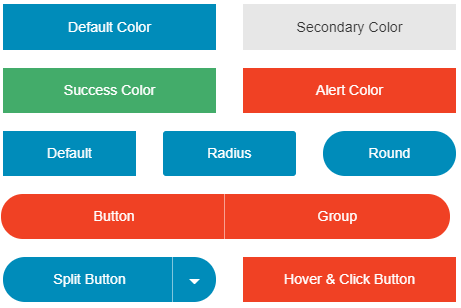 Default Color
Secondary Color
Success Color
Alert Color
Default
Radius
Round
Button
Group
Split Button
Hover & Click Button